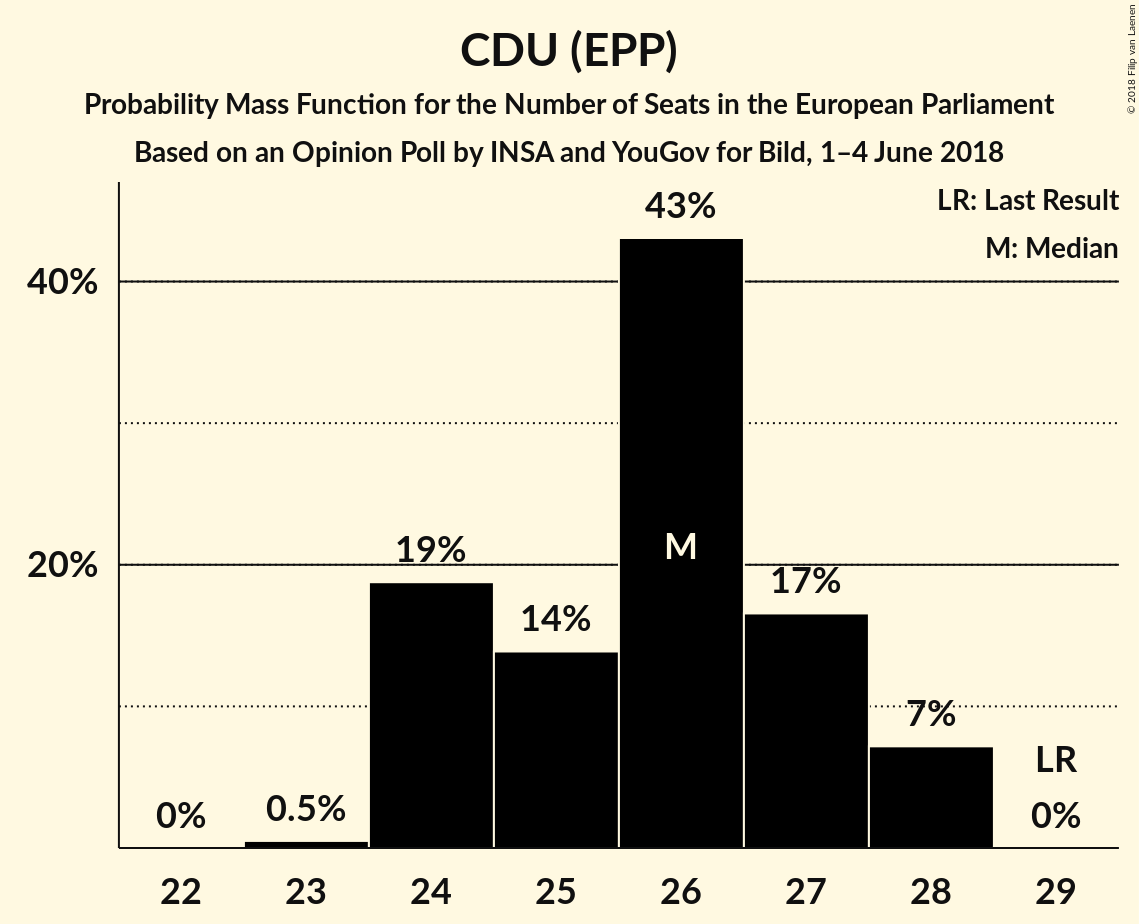 CDU (EPP)
Probability Mass Function for the Number of Seats in the European Parliament
Based on an Opinion Poll by INSA and YouGov for Bild, 1–4 June 2018
© 2018 Filip van Laenen
LR: Last Result
M: Median
43%
40%
M
19%
20%
17%
14%
7%
LR
0%
0.5%
0%
22 23 24 25 26 27 28 29